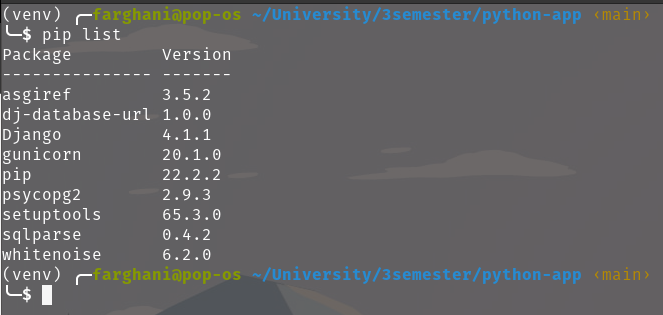 (venv) ╭─farghani@pop-os ~/University/3semester/python-app ‹main›
╰─$ pip list
Package         Version
--------------- -------
asgiref         3.5.2
dj-database-url 1.0.0
Django          4.1.1
gunicorn        20.1.0
pip             22.2.2
psycopg2        2.9.3
setuptools      65.3.0
sqlparse        0.4.2
whitenoise      6.2.0
(venv) ╭─farghani@pop-os ~/University/3semester/python-app ‹main›
╰─$